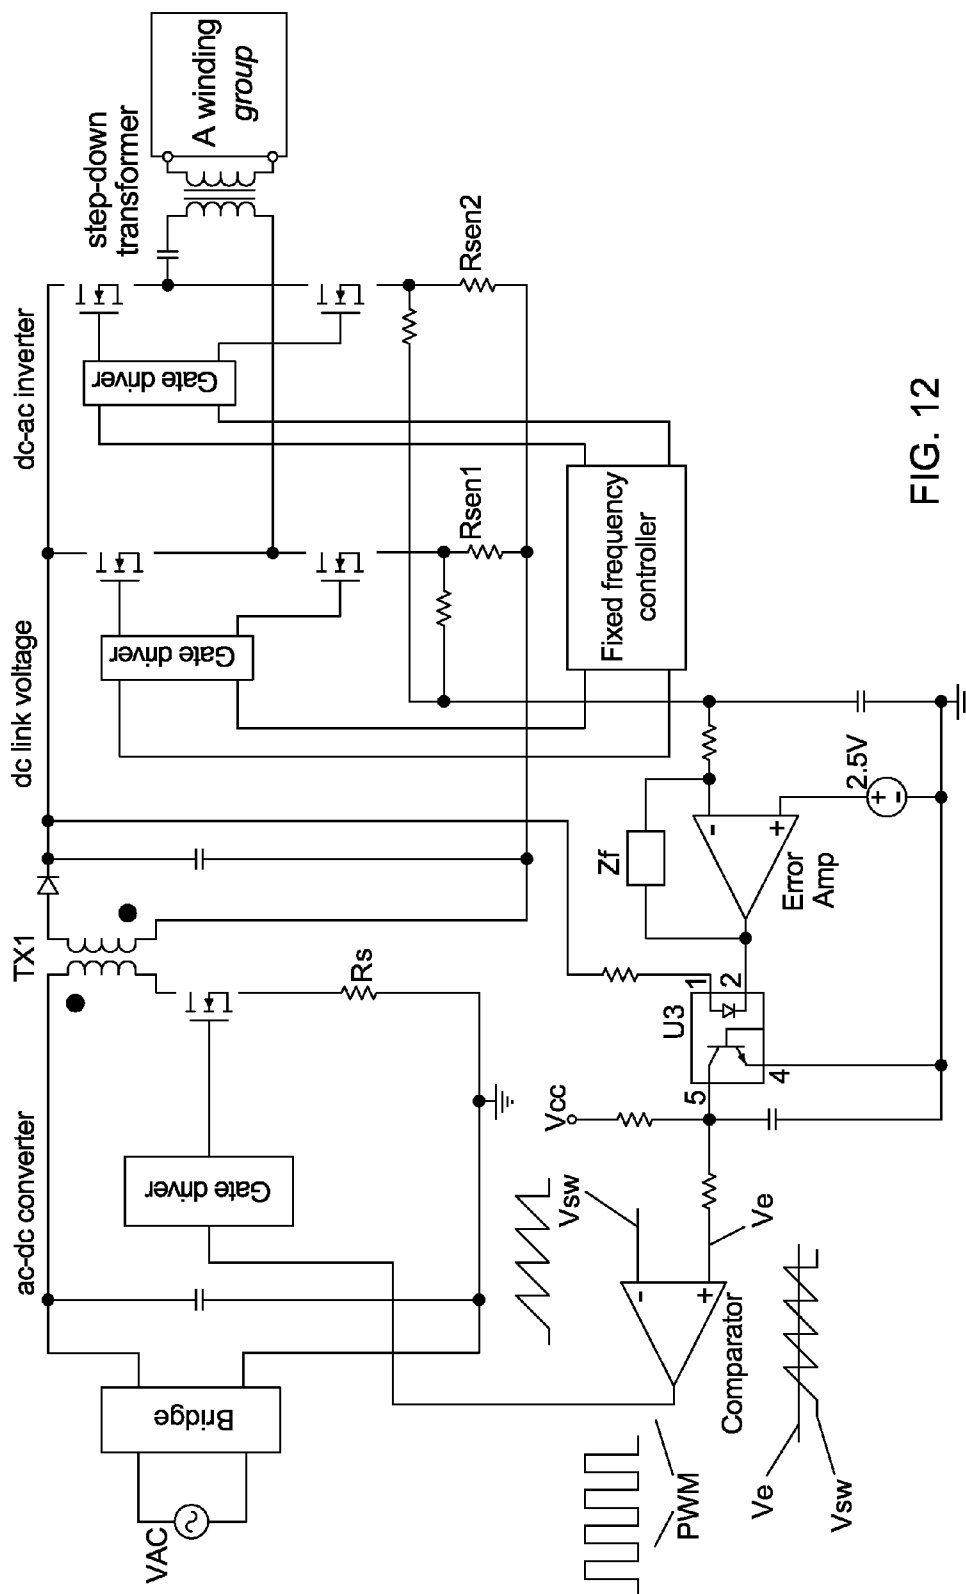 ac-dc converter
TX1
dc link voltage
dc-ac inverter
step-down
transformer
A winding
group
VAC
Bridge
Gate driver
Rs
Gate driver
Gate driver
Rsen1
Rsen2
Fixed frequency
controller
Vcc
U3
1
2
5
4
Zf
-
+
Error
Amp
2.5V
+
-
Vsw
-
+
Ve
Comparator
PWM
Ve
Vsw
FIG. 12